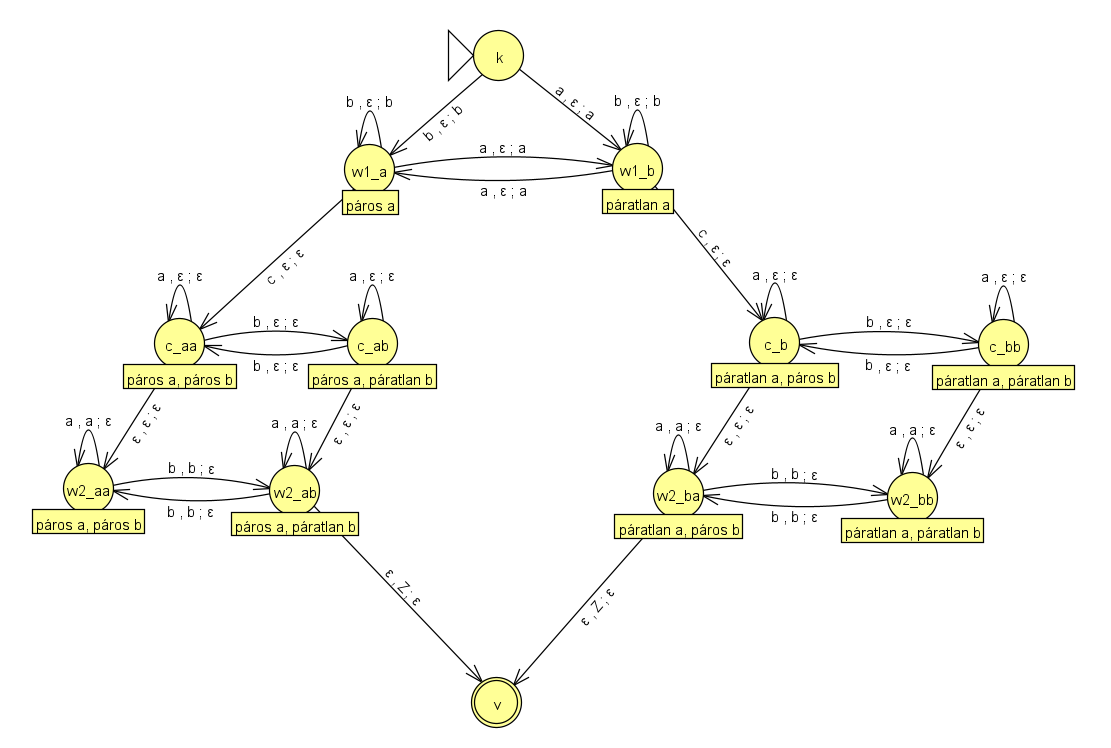 k
b , ε ; b
a , ε ; a
b , ε ; b
b , ε ; b
w1_a
a , ε ; a
w1_b
a , ε ; a
páros a
páratlan a
c , ε ; ε
c , ε ; ε
a , ε ; ε
a , ε ; ε
a , ε ; ε
a , ε ; ε
c_aa
b , ε ; ε
c_ab
c_b
b , ε ; ε
c_bb
b , ε ; ε
b , ε ; ε
páros a, páros b
páros a, páratlan b
páratlan a, páros b
páratlan a, páratlan b
ε , ε ; ε
ε , ε ; ε
ε , ε ; ε
ε , ε ; ε
a , a ; ε
a , a ; ε
a , a ; ε
a , a ; ε
w2_aa
b , b ; ε
w2_ab
w2_ba
b , b ; ε
w2_bb
b , b ; ε
b , b ; ε
páros a, páros b
páros a, páratlan b
páratlan a, páros b
páratlan a, páratlan b
ε , Z ; ε
ε , Z ; ε
v